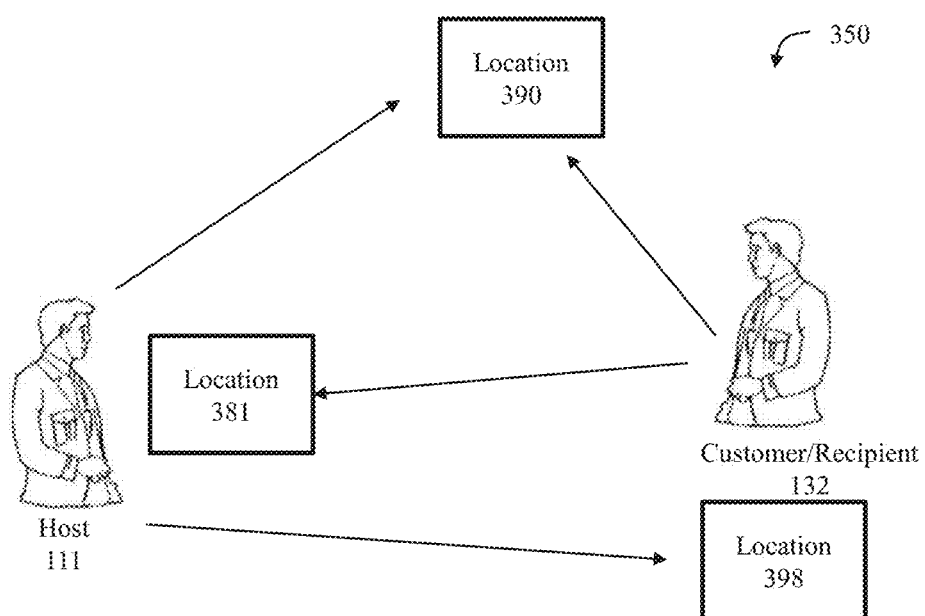 350
Location
390
Location
381
Customer/Recipient
132
Host
111
Location
398